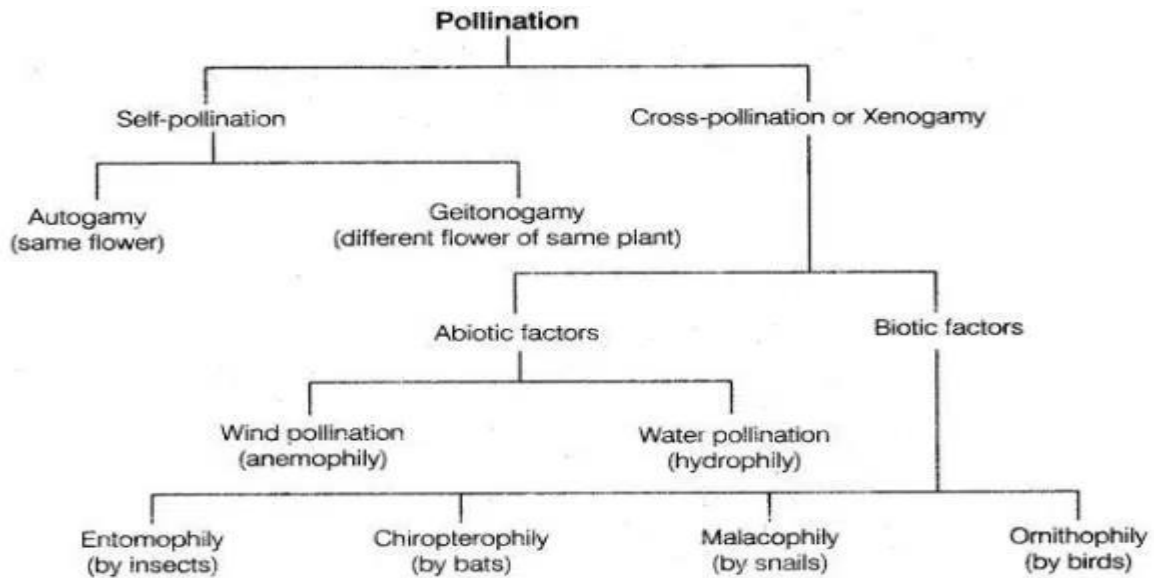 Pollination
Self-pollination
Cross-pollination or Xenogamy
Autogamy
(same flower)
Geitonogamy
(different flower of same plant)
Abiotic factors
Biotic factors
Wind pollination
(anemophily)
Water pollination
(hydrophily)
Entomophily
(by insects)
Chiropterophily
(by bats)
Malacophily
(by snails)
Ornithophily
(by birds)